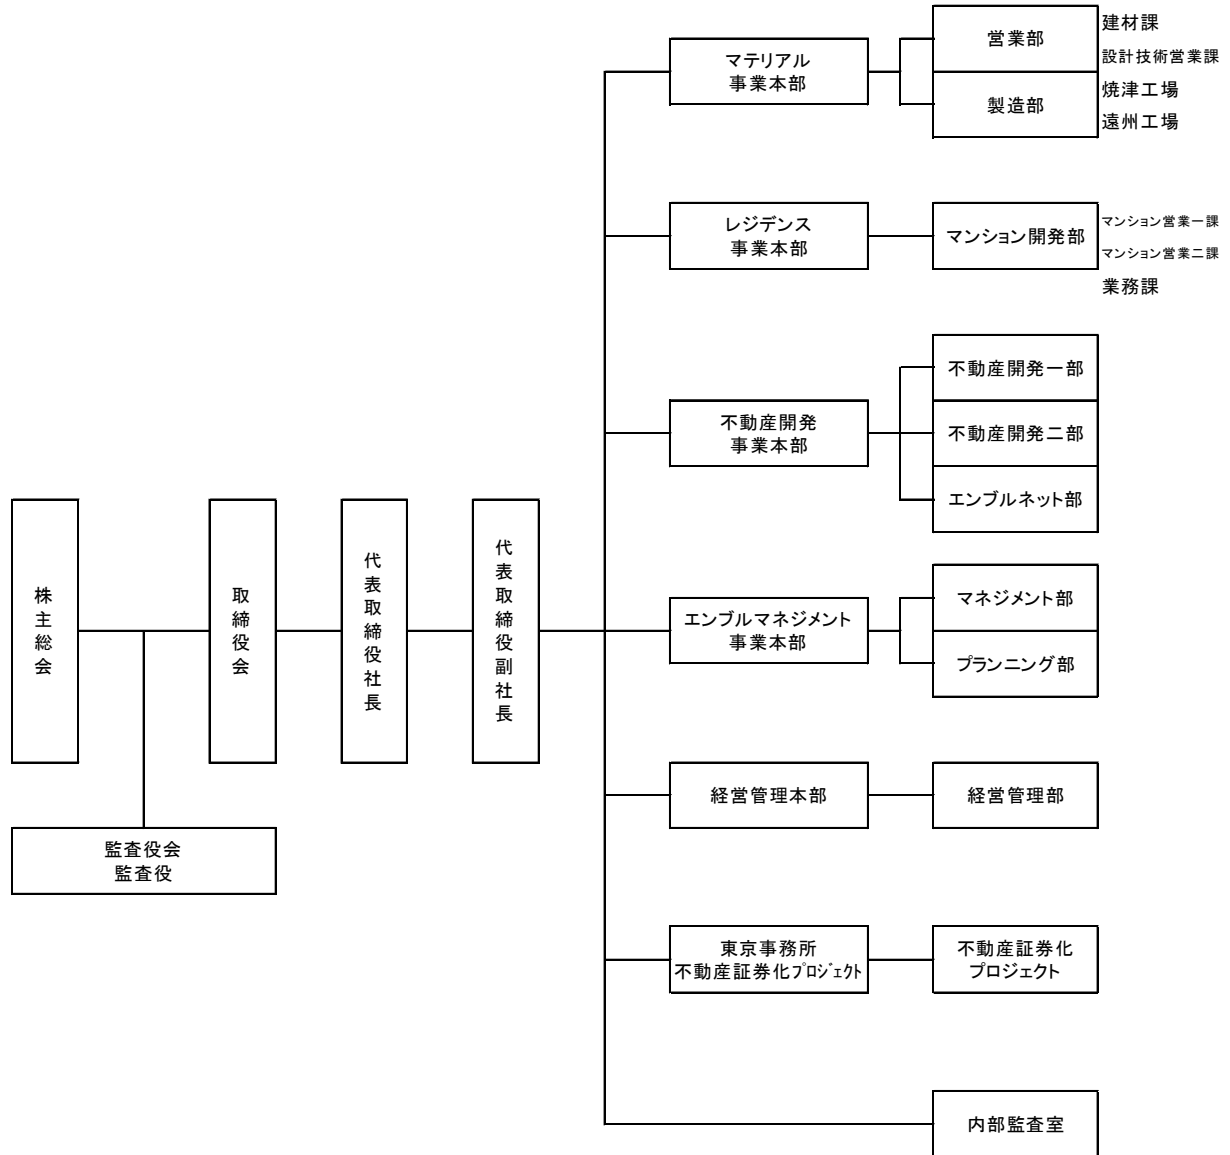 株主総会
監査役会
監査役
取締役会
代表取締役社長
代表取締役副社長
マテリアル
事業本部
営業部
建材課
設計技術営業課
製造部
焼津工場
遠州工場
レジデンス
事業本部
マンション開発部
マンション営業一課
マンション営業二課
業務課
不動産開発
事業本部
不動産開発一部
不動産開発二部
エンブルネット部
エンブルマネジメント
事業本部
マネジメント部
プランニング部
経営管理本部
経営管理部
東京事務所
不動産証券化プロジェクト
不動産証券化
プロジェクト
内部監査室